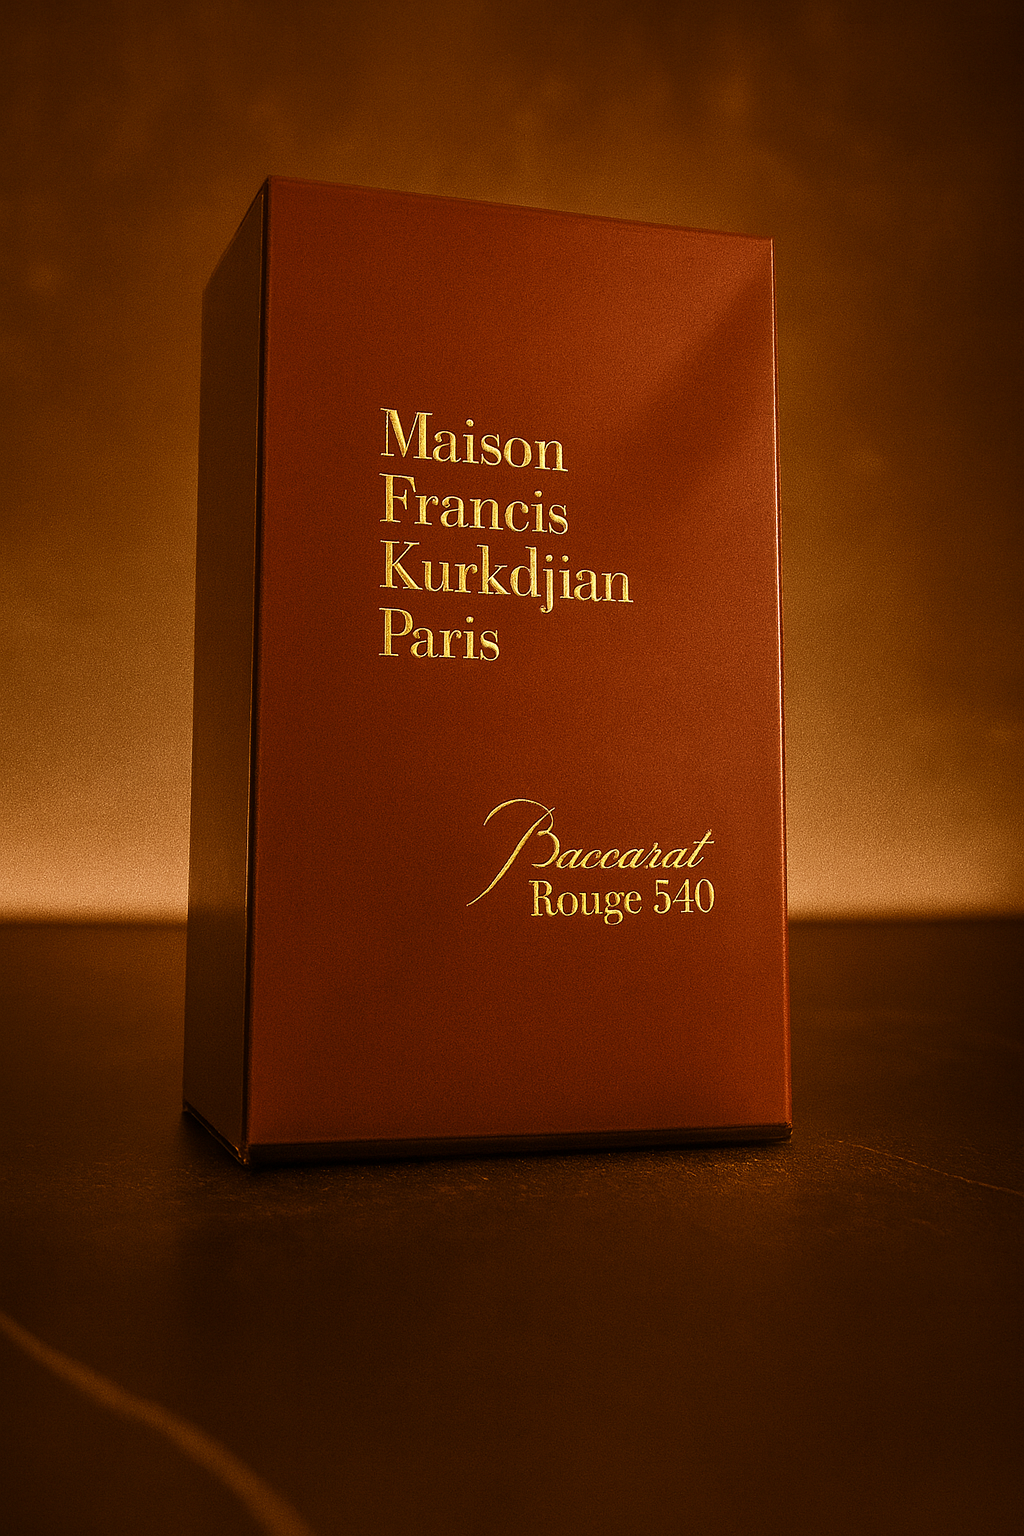 Maison
Francis
Kurkdjian
Paris
Baccarat
Rouge 540